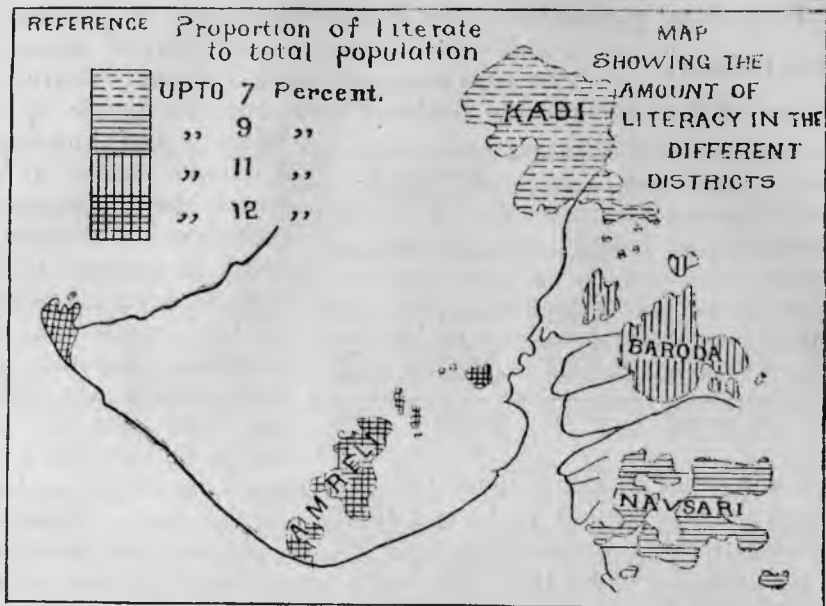 REFERENCE
Proportion of literate
to total population
UPTO 7 Percent.
„ 9 „
„ 11 „
„ 12 „
MAP
SHOWING THE
AMOUNT OF
LITERACY IN THE
DIFFERENT
DISTRICTS
KADI
BARODA
AMRELI
NAVSARI